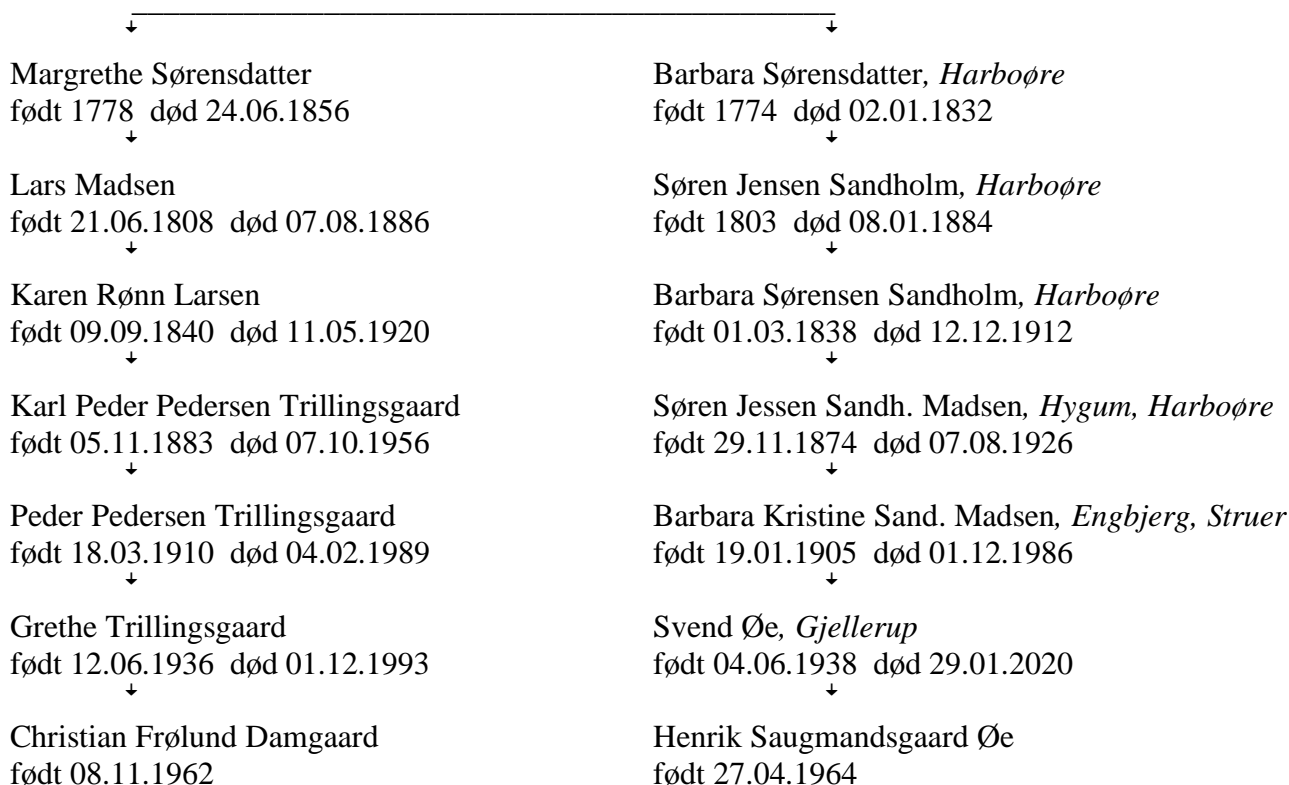 Margrethe Sørensdatter
født 1778 død 24.06.1856
Lars Madsen
født 21.06.1808 død 07.08.1886
Karen Rønn Larsen
født 09.09.1840 død 11.05.1920
Karl Peder Pedersen Trillingsgaard
født 05.11.1883 død 07.10.1956
Peder Pedersen Trillingsgaard
født 18.03.1910 død 04.02.1989
Grethe Trillingsgaard
født 12.06.1936 død 01.12.1993
Christian Frølund Damgaard
født 08.11.1962
Barbara Sørensdatter, Harboøre
født 1774 død 02.01.1832
Søren Jensen Sandholm, Harboøre
født 1803 død 08.01.1884
Barbara Sørensen Sandholm, Harboøre
født 01.03.1838 død 12.12.1912
Søren Jessen Sandh. Madsen, Hygum, Harboøre
født 29.11.1874 død 07.08.1926
Barbara Kristine Sand. Madsen, Engbjerg, Struer
født 19.01.1905 død 01.12.1986
Svend Øe, Gjellerup
født 04.06.1938 død 29.01.2020
Henrik Saugmandsgaard Øe
født 27.04.1964